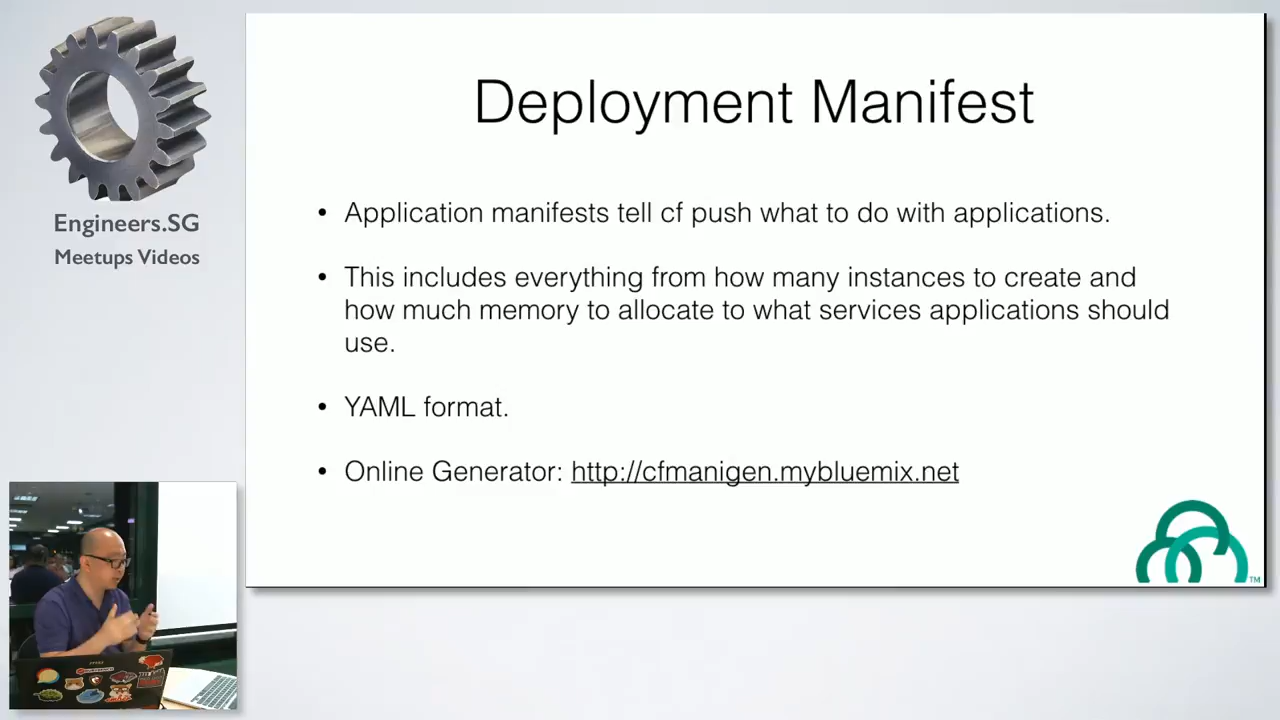 Engineers.SG
Meetups Videos
Deployment Manifest
• Application manifests tell cf push what to do with applications.
• This includes everything from how many instances to create and
how much memory to allocate to what services applications should
use.
• YAML format.
• Online Generator: http://cfmanigen.mybluemix.net
TM